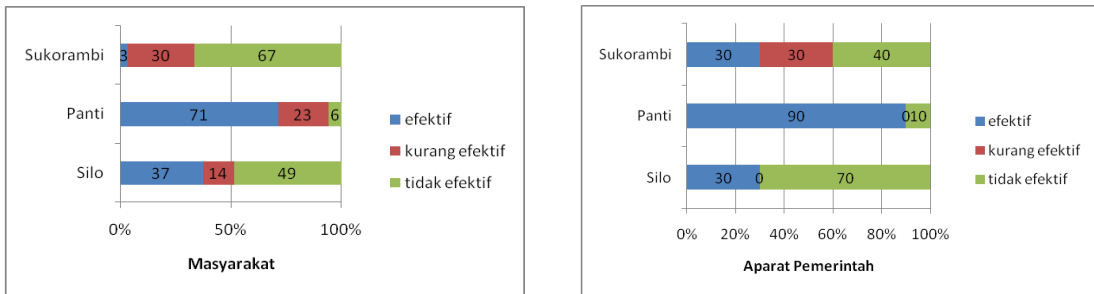 Sukorambi
3 30 67
Panti
71 23 6
Silo
37 14 49
0% 50% 100%
Masyarakat
efektif
kurang efektif
tidak efektif
Sukorambi
30 30 40
Panti
90 0 10
Silo
30 0 70
0% 20% 40% 60% 80% 100%
Aparat Pemerintah
efektif
kurang efektif
tidak efektif